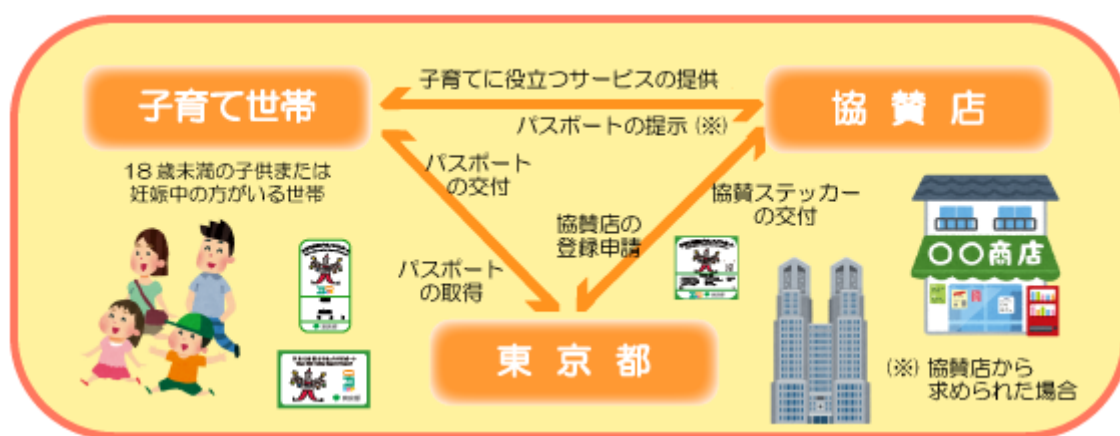 子育てに役立つサービスの提供
子育て世帯
協賛店
パスポートの提示(※)
18歳未満の子供または
妊娠中の方がいる世帯
パスポート
の交付
協賛ステッカー
の交付
協賛店の
登録申請
パスポート
の取得
〇〇商店
東京都
(※)協賛店から
求められた場合